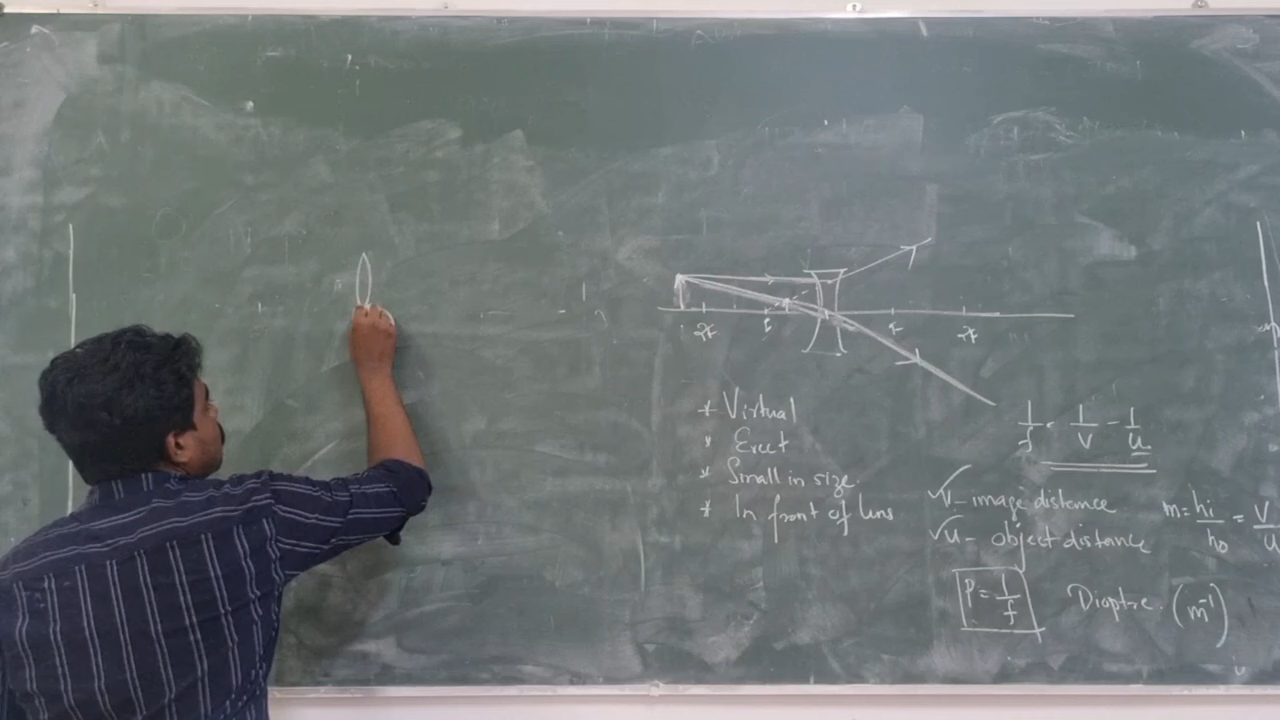 2F F F 2F
* Virtual
* Erect
* Small in size.
* In front of lens
1/f = 1/v - 1/u
✓v - image distance
✓u - object distance
m = hi/ho = v/u
P = 1/f
Dioptre. (m⁻¹)